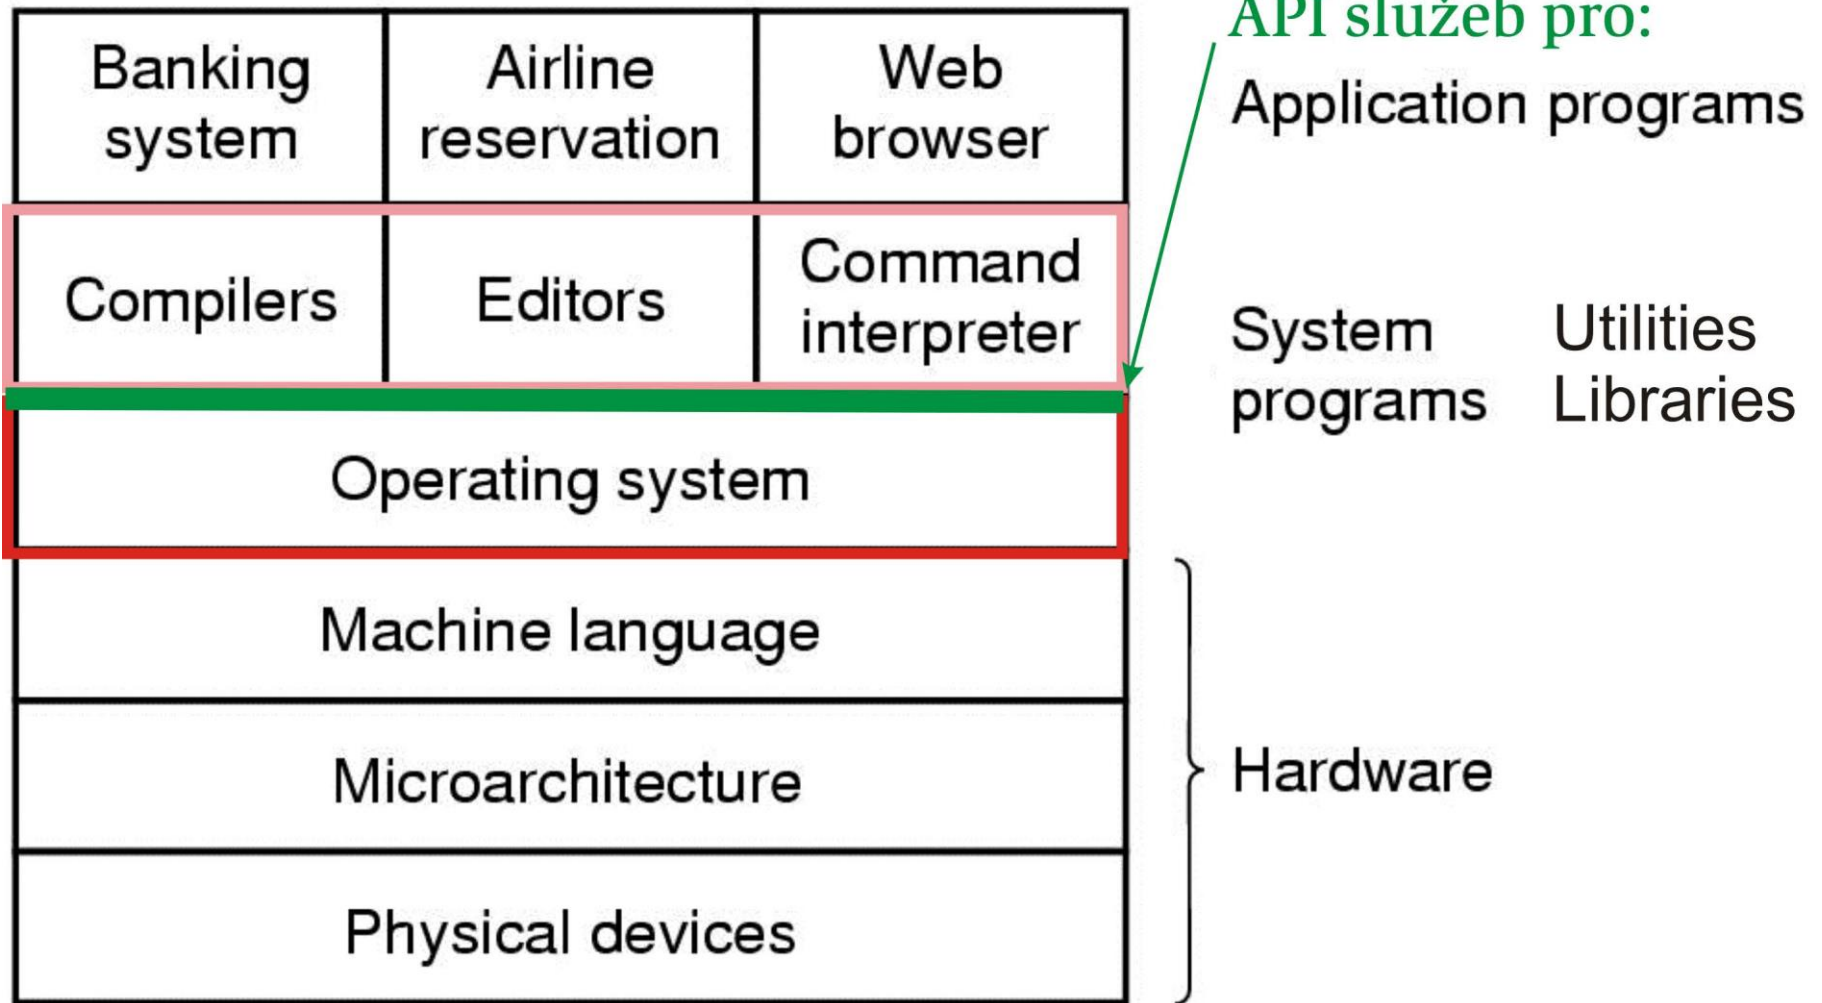 API služeb pro:
Banking
system
Airline
reservation
Web
browser
Application programs
Compilers
Editors
Command
interpreter
System
programs
Utilities
Libraries
Operating system
Machine language
Microarchitecture
Hardware
Physical devices